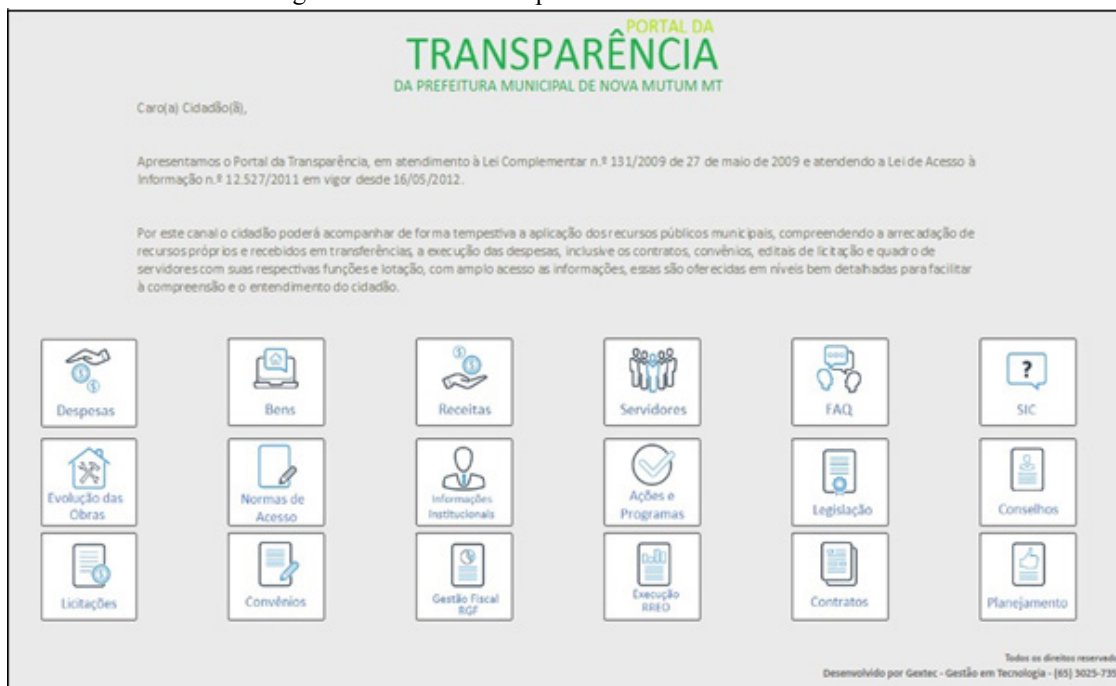 PORTAL DA
TRANSPARÊNCIA
DA PREFEITURA MUNICIPAL DE NOVA MUTUM MT
Caro(a) Cidadão(ã),
Apresentamos o Portal da Transparência, em atendimento à Lei Complementar n.º 131/2009 de 27 de maio de 2009 e atendendo a Lei de Acesso à
Informação n.º 12.527/2011 em vigor desde 16/05/2012.
Por este canal o cidadão poderá acompanhar de forma tempestiva a aplicação dos recursos públicos municipais, compreendendo a arrecadação de
recursos próprios e recebidos em transferências, a execução das despesas, inclusive os contratos, convênios, editais de licitação e quadro de
servidores com suas respectivas funções e lotação, com amplo acesso as informações, essas são oferecidas em níveis bem detalhadas para facilitar
à compreensão e o entendimento do cidadão.
Despesas
Bens
Receitas
Servidores
FAQ
?
SIC
Evolução das
Obras
Normas de
Acesso
Informações
Institucionais
Ações e
Programas
Legislação
Conselhos
Licitações
Convênios
Gestão Fiscal
RGF
Execução
RREO
Contratos
Planejamento
Todos os direitos reservado
Desenvolvido por Gextec - Gestão em Tecnologia - (65) 3025-735